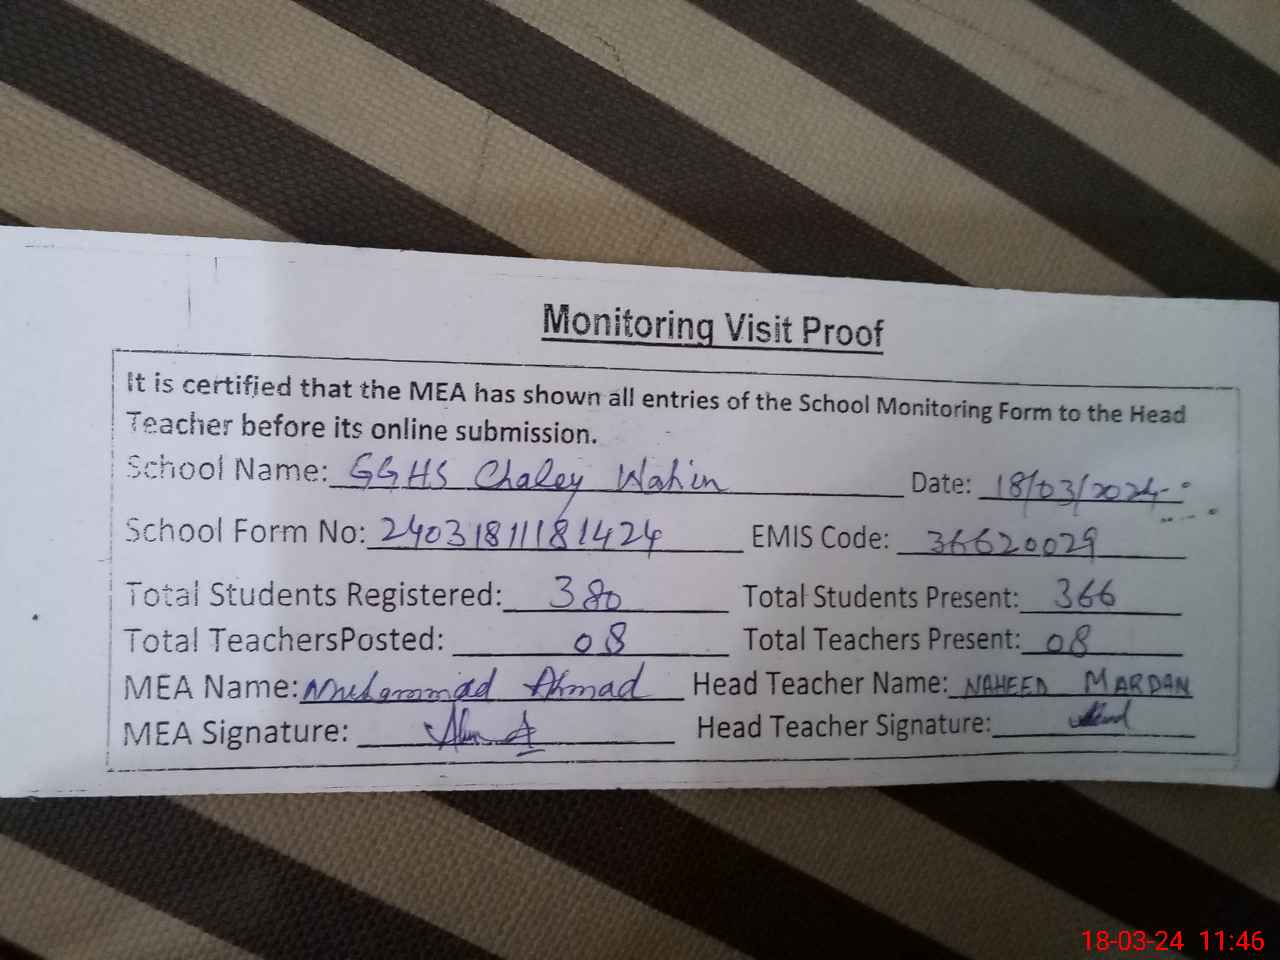 Monitoring Visit Proof
It is certified that the MEA has shown all entries of the School Monitoring Form to the Head
Teacher before its online submission.
School Name: GGHS Chaley Wahin Date: 18/03/2024
School Form No: 240318111181424 EMIS Code: 36620029
Total Students Registered: 380 Total Students Present: 366
Total TeachersPosted: 08 Total Teachers Present: 08
MEA Name: Muhammad Ahmad Head Teacher Name: NAHEED MARDAN
MEA Signature: Head Teacher Signature:
18-03-24 11:46